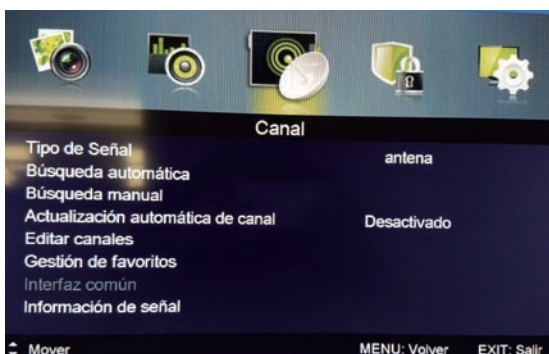 Canal
Tipo de Señal antena
Búsqueda automática
Búsqueda manual
Actualización automática de canal Desactivado
Editar canales
Gestión de favoritos
Interfaz común
Información de señal
Mover MENU: Volver EXIT: Salir